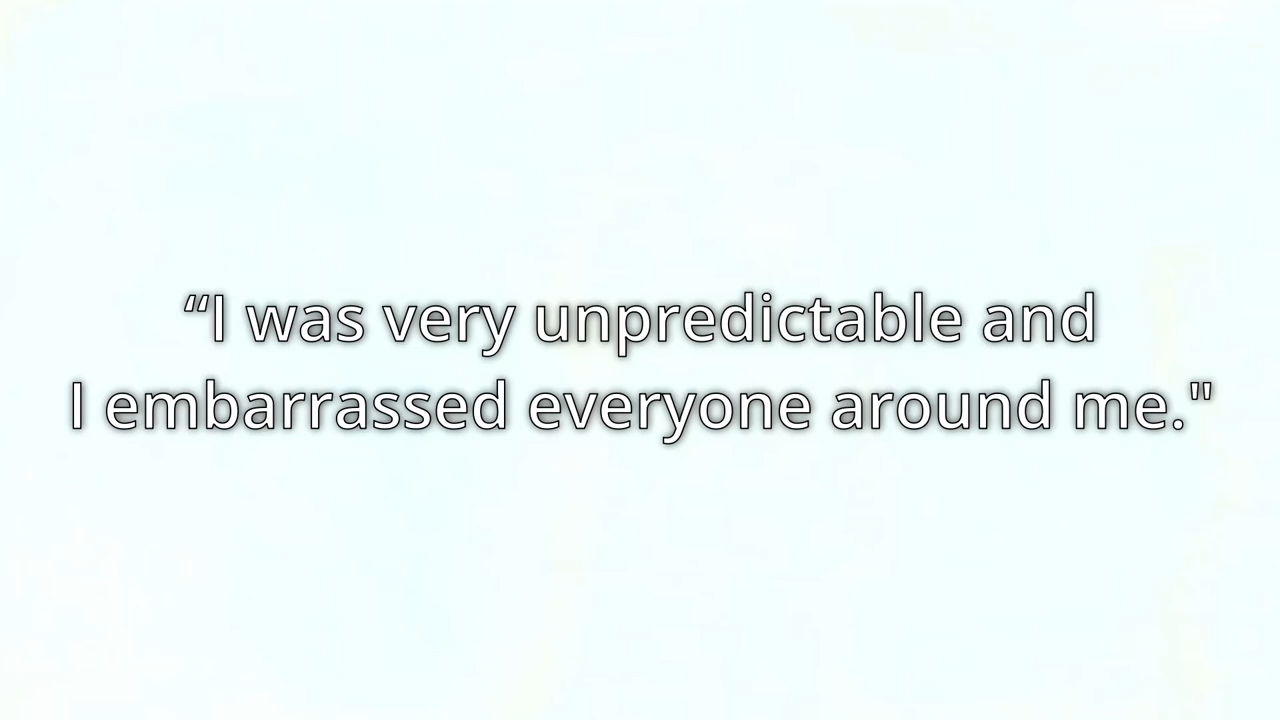 “I was very unpredictable and
I embarrassed everyone around me."